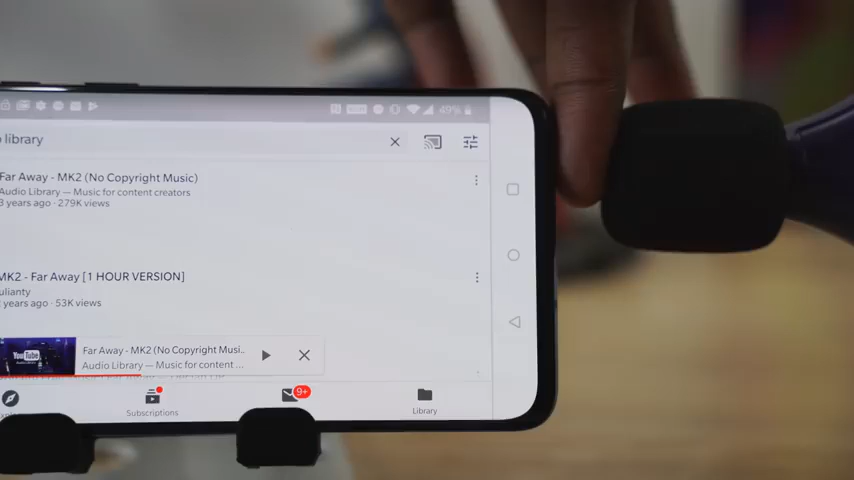 49%
library
Far Away - MK2 (No Copyright Music)
Audio Library — Music for content creators
3 years ago · 279K views
MK2 - Far Away [1 HOUR VERSION]
ulianty
years ago · 53K views
YouTube
Far Away - MK2 (No Copyright Musi..
Audio Library — Music for content ...
9+
Subscriptions
Library